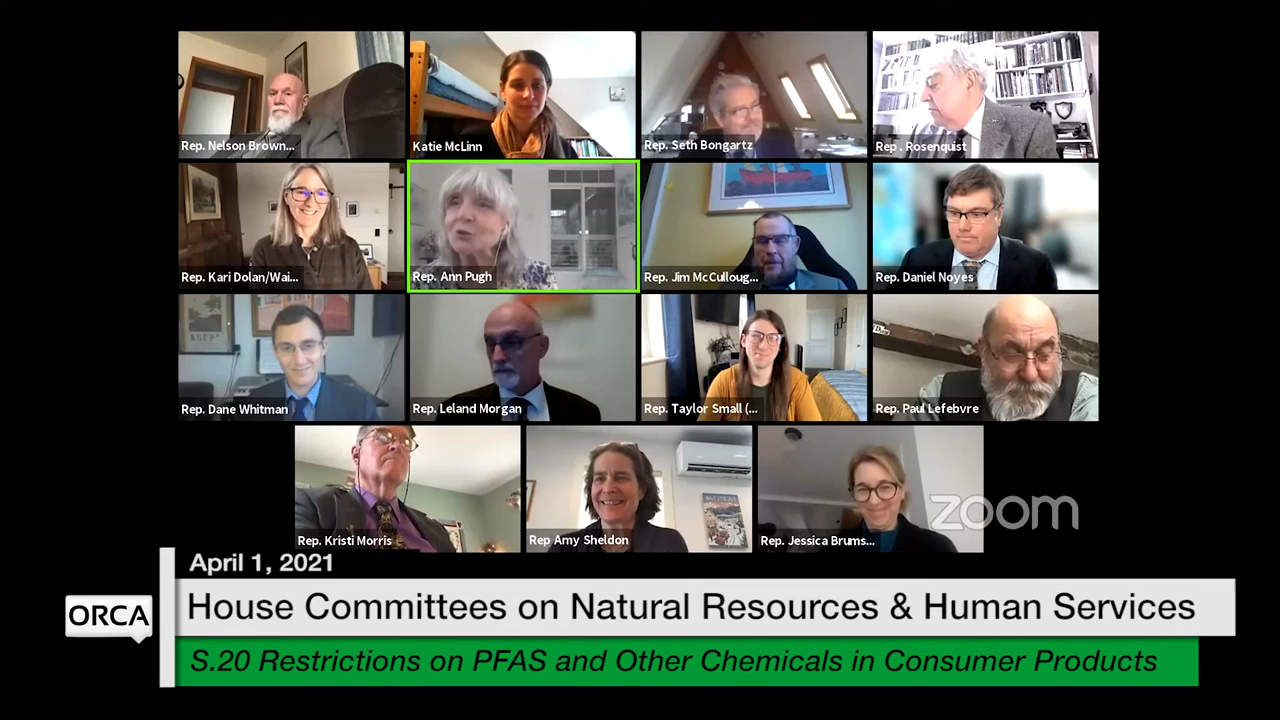 Rep. Nelson Brown...
Katie McLinn
Rep. Seth Bongartz
Rep . Rosenquist
Rep. Kari Dolan/Wai...
Rep. Ann Pugh
Rep. Jim McCulloug...
Rep. Daniel Noyes
Rep. Dane Whitman
Rep. Leland Morgan
Rep. Taylor Small (...
Rep. Paul Lefebvre
Rep. Kristi Morris
Rep Amy Sheldon
Rep. Jessica Brums...
zoom
April 1, 2021
ORCA
House Committees on Natural Resources & Human Services
S.20 Restrictions on PFAS and Other Chemicals in Consumer Products